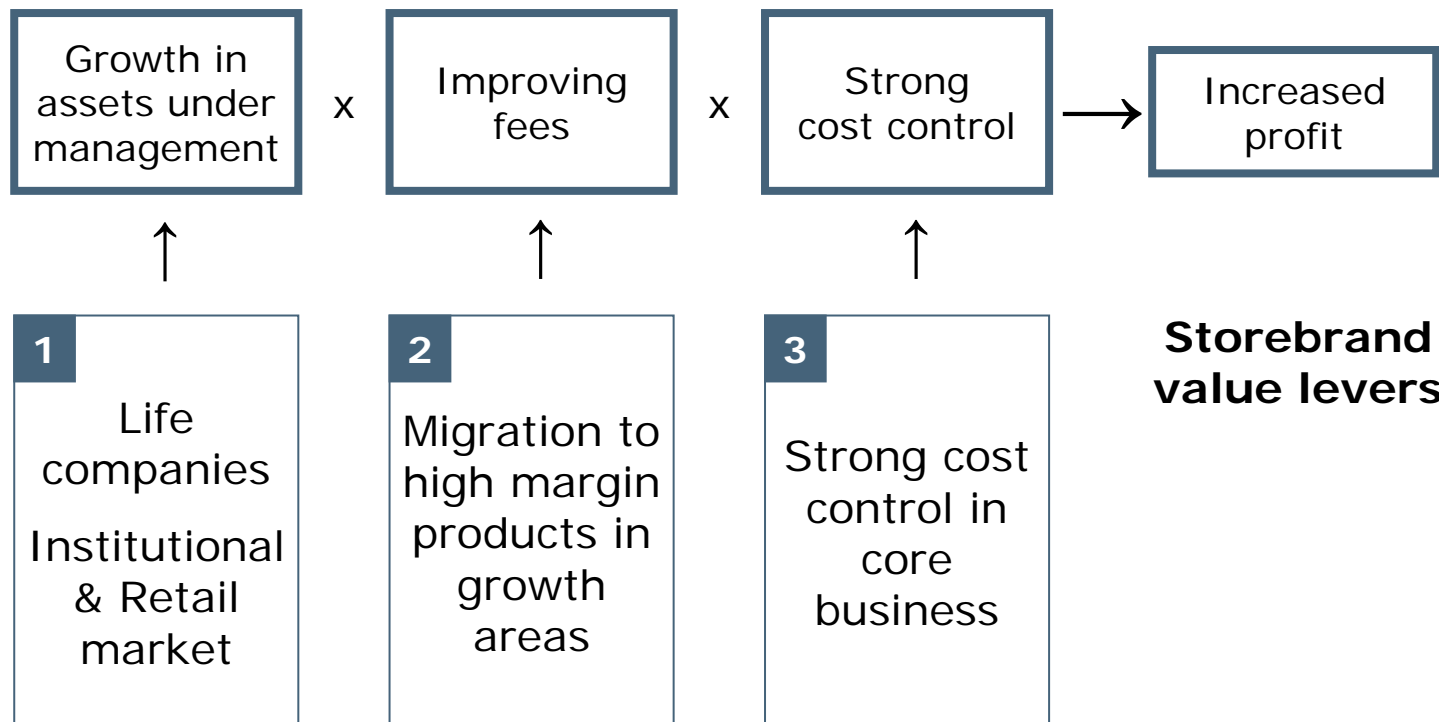 Growth in
assets under
management
x
Improving
fees
x
Strong
cost control
Increased
profit
1
Life
companies
Institutional
& Retail
market
2
Migration to
high margin
products in
growth
areas
3
Strong cost
control in
core
business
Storebrand
value levers